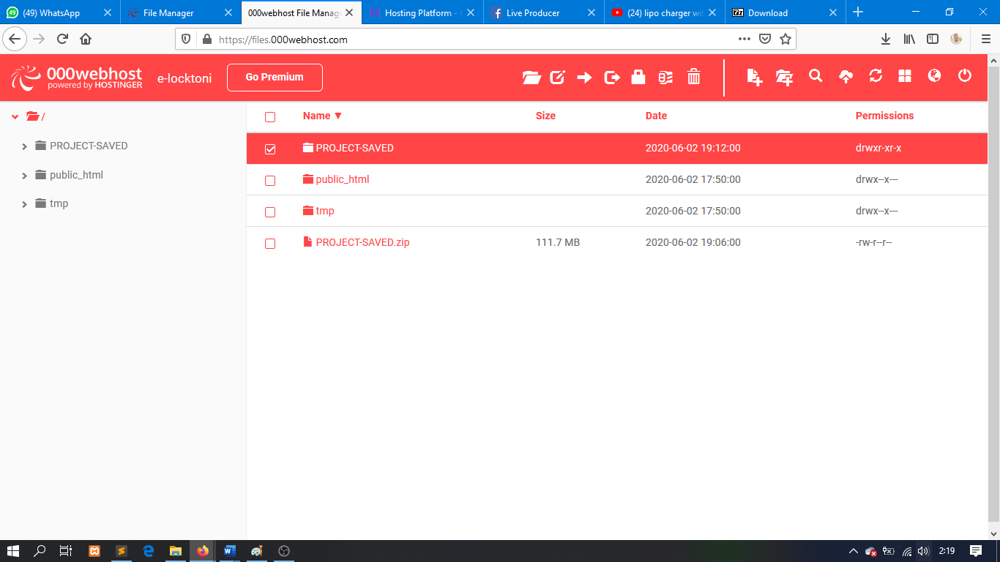 (49) WhatsApp
File Manager
000webhost File Manag
Hosting Platform -
Live Producer
(24) lipo charger wit
Download
https://files.000webhost.com
000webhost
powered by HOSTINGER
e-locktoni
Go Premium
/
PROJECT-SAVED
public_html
tmp
Name ▼ Size Date Permissions
PROJECT-SAVED 2020-06-02 19:12:00 drwxr-xr-x
public_html 2020-06-02 17:50:00 drwx--x---
tmp 2020-06-02 17:50:00 drwx--x---
PROJECT-SAVED.zip 111.7 MB 2020-06-02 19:06:00 -rw-r--r--
2:19